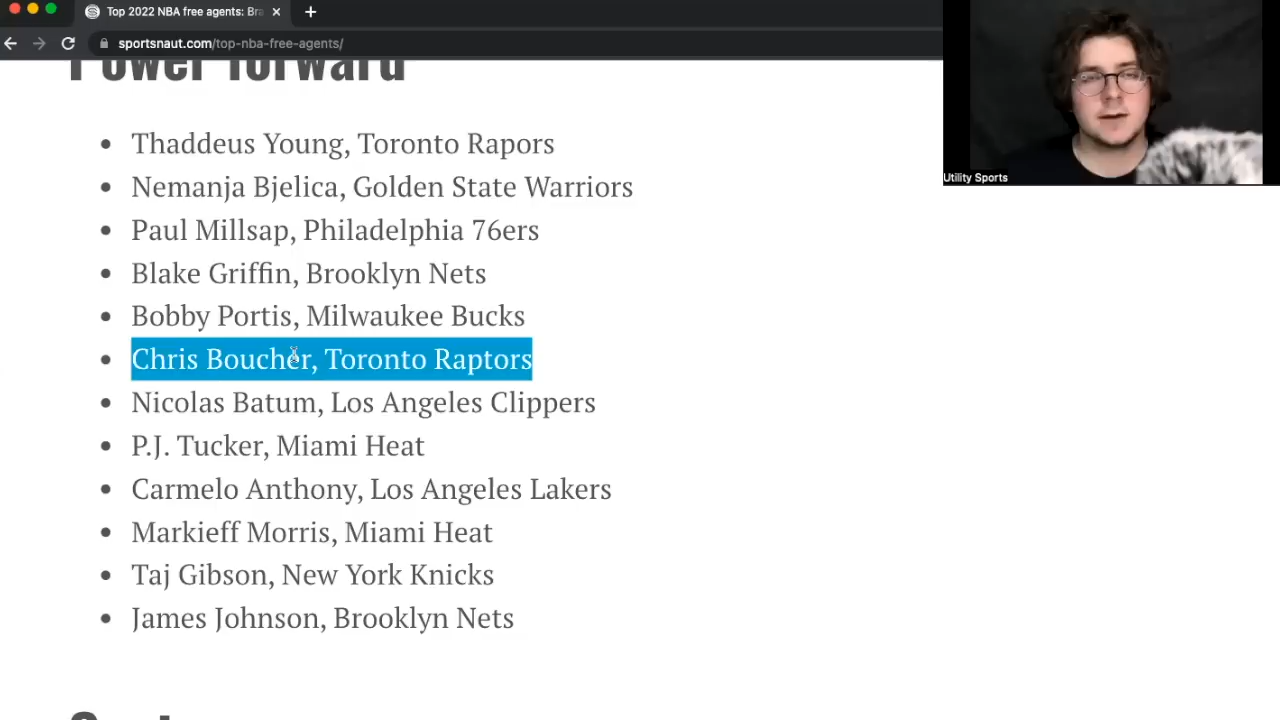 Top 2022 NBA free agents: Bra
sportsnaut.com/top-nba-free-agents/
Utility Sports
Power forward
Thaddeus Young, Toronto Rapors
Nemanja Bjelica, Golden State Warriors
Paul Millsap, Philadelphia 76ers
Blake Griffin, Brooklyn Nets
Bobby Portis, Milwaukee Bucks
Chris Boucher, Toronto Raptors
Nicolas Batum, Los Angeles Clippers
P.J. Tucker, Miami Heat
Carmelo Anthony, Los Angeles Lakers
Markieff Morris, Miami Heat
Taj Gibson, New York Knicks
James Johnson, Brooklyn Nets